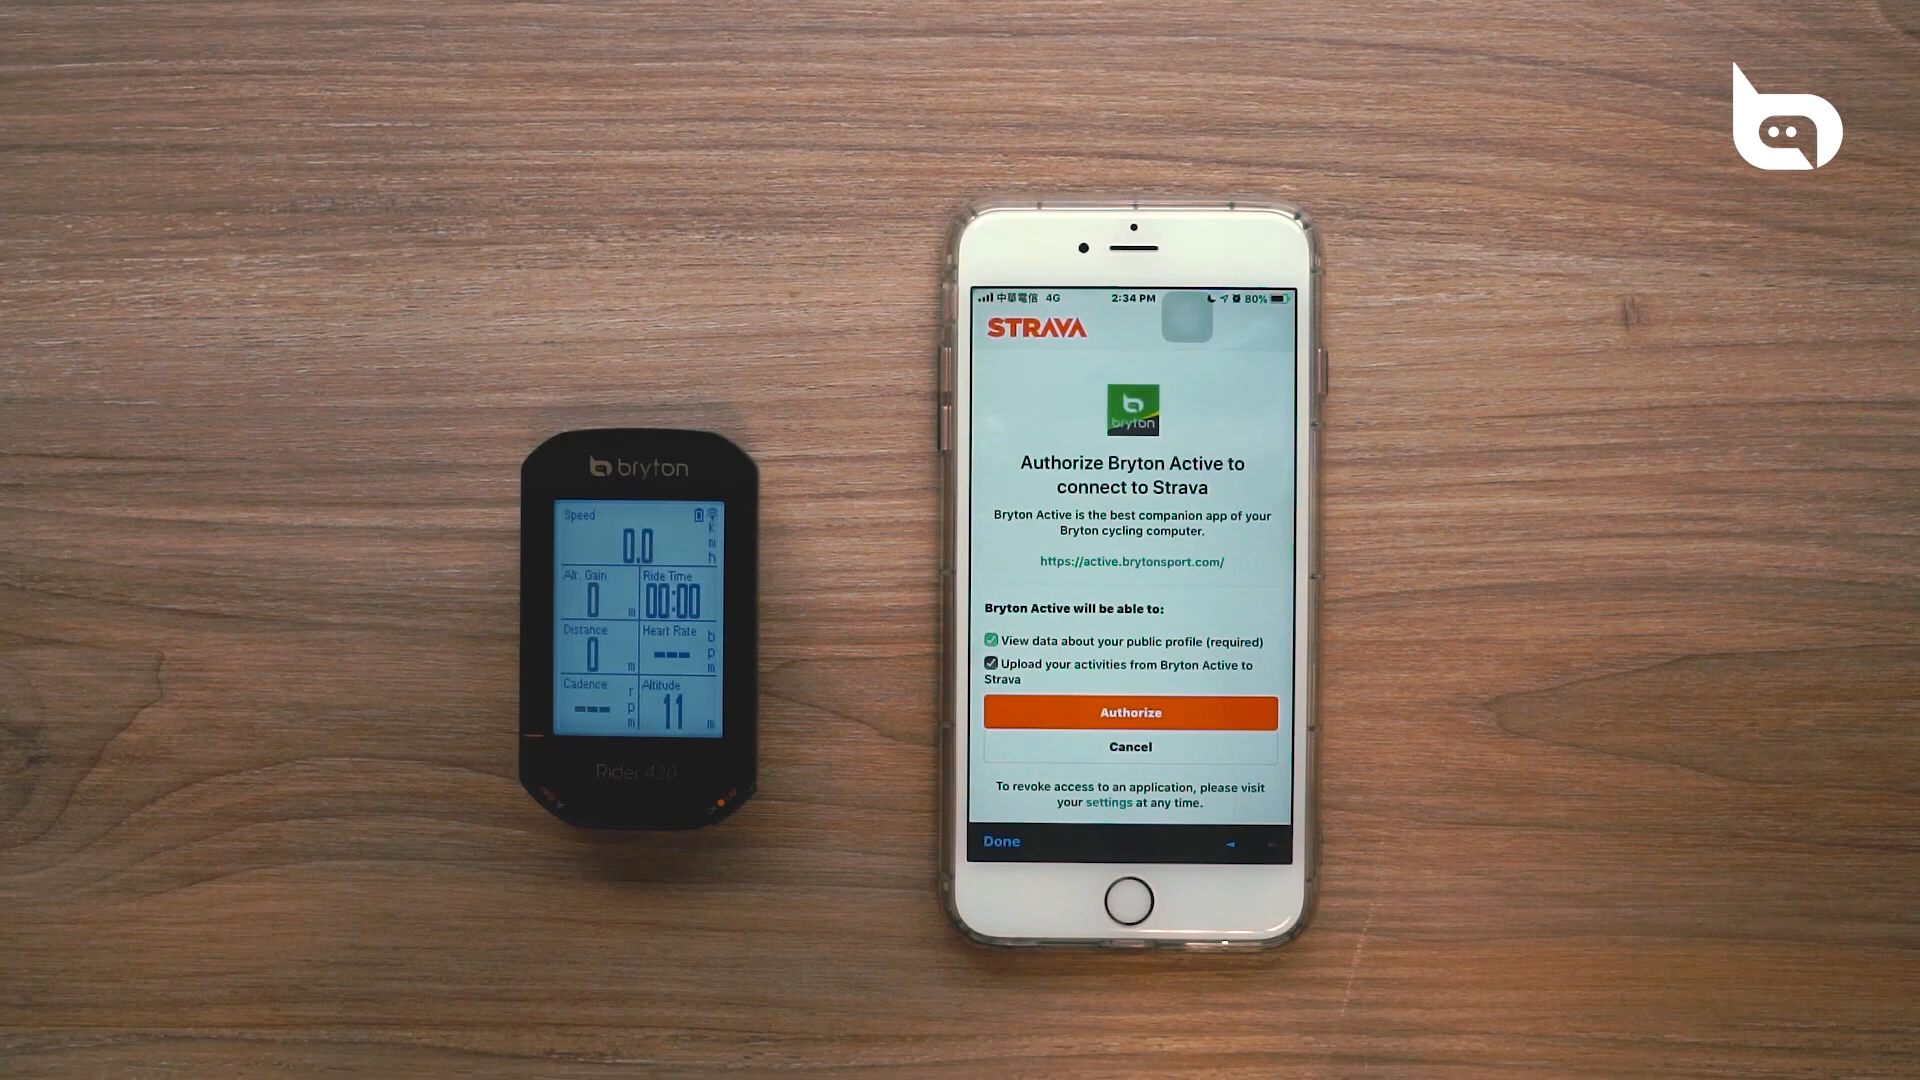 bryton
Speed
0.0
k
m
h
Alt. Gain
0 m
Ride Time
00:00
Distance
0 m
Heart Rate
---
b
p
m
Cadence
---
r
p
m
Altitude
11 m
Rider 420
中華電信 4G
2:34 PM
80%
STRAVA
bryton
Authorize Bryton Active to
connect to Strava
Bryton Active is the best companion app of your
Bryton cycling computer.
https://active.brytonsport.com/
Bryton Active will be able to:
View data about your public profile (required)
Upload your activities from Bryton Active to
Strava
Authorize
Cancel
To revoke access to an application, please visit
your settings at any time.
Done